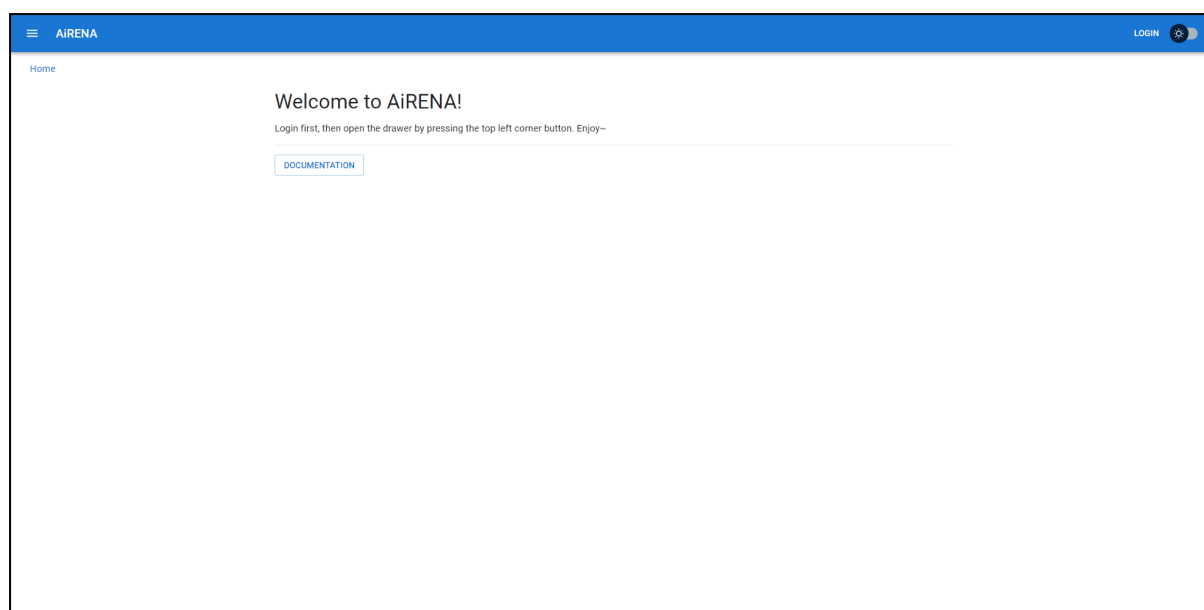 AiRENA
LOGIN
Home
Welcome to AiRENA!
Login first, then open the drawer by pressing the top left corner button. Enjoy~
DOCUMENTATION